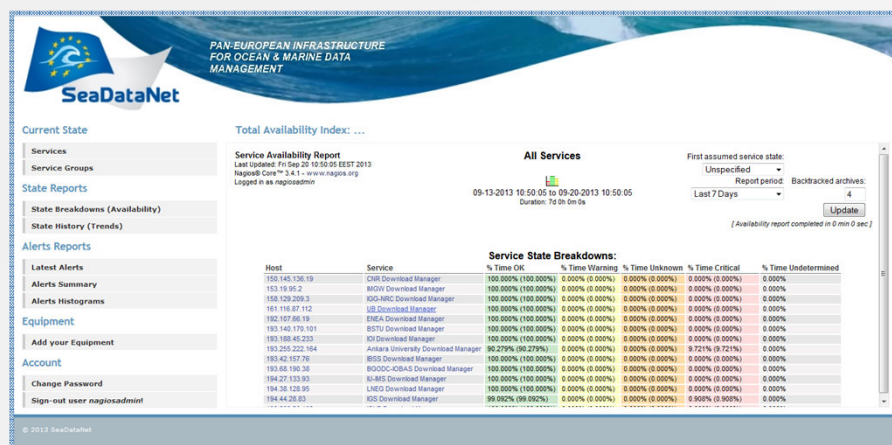 PAN-EUROPEAN INFRASTRUCTURE
FOR OCEAN & MARINE DATA
MANAGEMENT
SeaDataNet
Current State
Services
Service Groups
State Reports
State Breakdowns (Availability)
State History (Trends)
Alerts Reports
Latest Alerts
Alerts Summary
Alerts Histograms
Equipment
Add your Equipment
Account
Change Password
Sign-out user nagiosadmin!
Total Availability Index: ...
Service Availability Report
Last Updated: Fri Sep 20 10:50:05 EEST 2013
Nagios® Core™ 3.4.1 - www.nagios.org
Logged in as nagiosadmin
All Services
09-13-2013 10:50:05 to 09-20-2013 10:50:05
Duration: 7d 0h 0m 0s
First assumed service state:
Unspecified
Report period: Backtracked archives:
Last 7 Days 4
Update
[ Availability report completed in 0 min 0 sec ]
Service State Breakdowns:
Host Service % Time OK % Time Warning % Time Unknown % Time Critical % Time Undetermined
150.145.136.19 CNR Download Manager 100.000% (100.000%) 0.000% (0.000%) 0.000% (0.000%) 0.000% (0.000%) 0.000%
153.19.95.2 IMGW Download Manager 100.000% (100.000%) 0.000% (0.000%) 0.000% (0.000%) 0.000% (0.000%) 0.000%
158.129.209.3 IGG-NRC Download Manager 100.000% (100.000%) 0.000% (0.000%) 0.000% (0.000%) 0.000% (0.000%) 0.000%
161.116.87.112 UB Download Manager 100.000% (100.000%) 0.000% (0.000%) 0.000% (0.000%) 0.000% (0.000%) 0.000%
192.107.66.19 ENEA Download Manager 100.000% (100.000%) 0.000% (0.000%) 0.000% (0.000%) 0.000% (0.000%) 0.000%
193.140.170.101 BSTU Download Manager 100.000% (100.000%) 0.000% (0.000%) 0.000% (0.000%) 0.000% (0.000%) 0.000%
193.188.45.233 IOI Download Manager 100.000% (100.000%) 0.000% (0.000%) 0.000% (0.000%) 0.000% (0.000%) 0.000%
193.255.222.164 Ankara University Download Manager 90.279% (90.279%) 0.000% (0.000%) 0.000% (0.000%) 9.721% (9.721%) 0.000%
193.42.157.76 IBSS Download Manager 100.000% (100.000%) 0.000% (0.000%) 0.000% (0.000%) 0.000% (0.000%) 0.000%
193.68.190.38 BGODC-IOBAS Download Manager 100.000% (100.000%) 0.000% (0.000%) 0.000% (0.000%) 0.000% (0.000%) 0.000%
194.27.133.93 IU-IMS Download Manager 100.000% (100.000%) 0.000% (0.000%) 0.000% (0.000%) 0.000% (0.000%) 0.000%
194.38.128.95 LNEG Download Manager 100.000% (100.000%) 0.000% (0.000%) 0.000% (0.000%) 0.000% (0.000%) 0.000%
194.44.28.83 IGS Download Manager 99.092% (99.092%) 0.000% (0.000%) 0.000% (0.000%) 0.908% (0.908%) 0.000%
© 2013 SeaDataNet